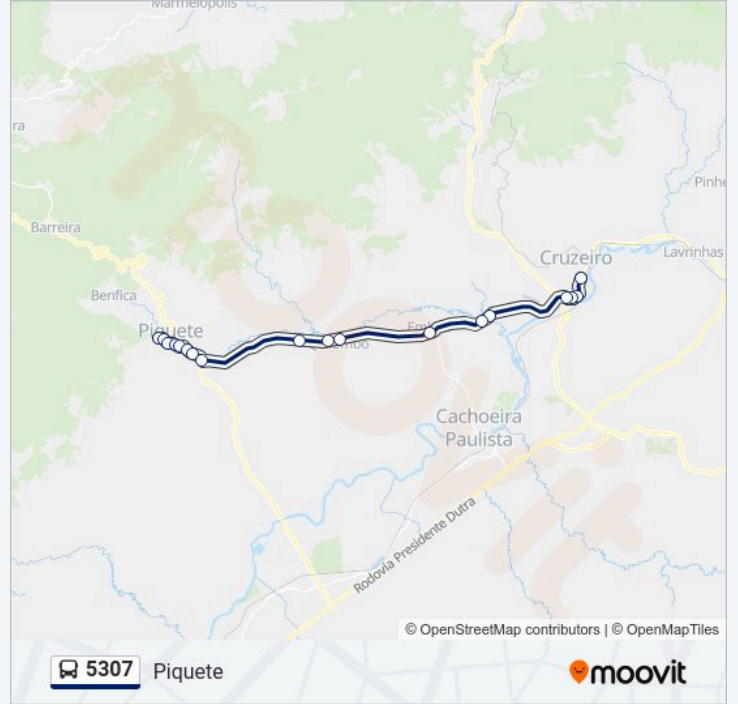 Marmelópolis
Pinhe
Barreira
Cruzeiro
Lavrinhas
Benfica
Piquete
Cachoeira
Paulista
Rodovia Presidente Dutra
© OpenStreetMap contributors | © OpenMapTiles
5307 Piquete
moovit